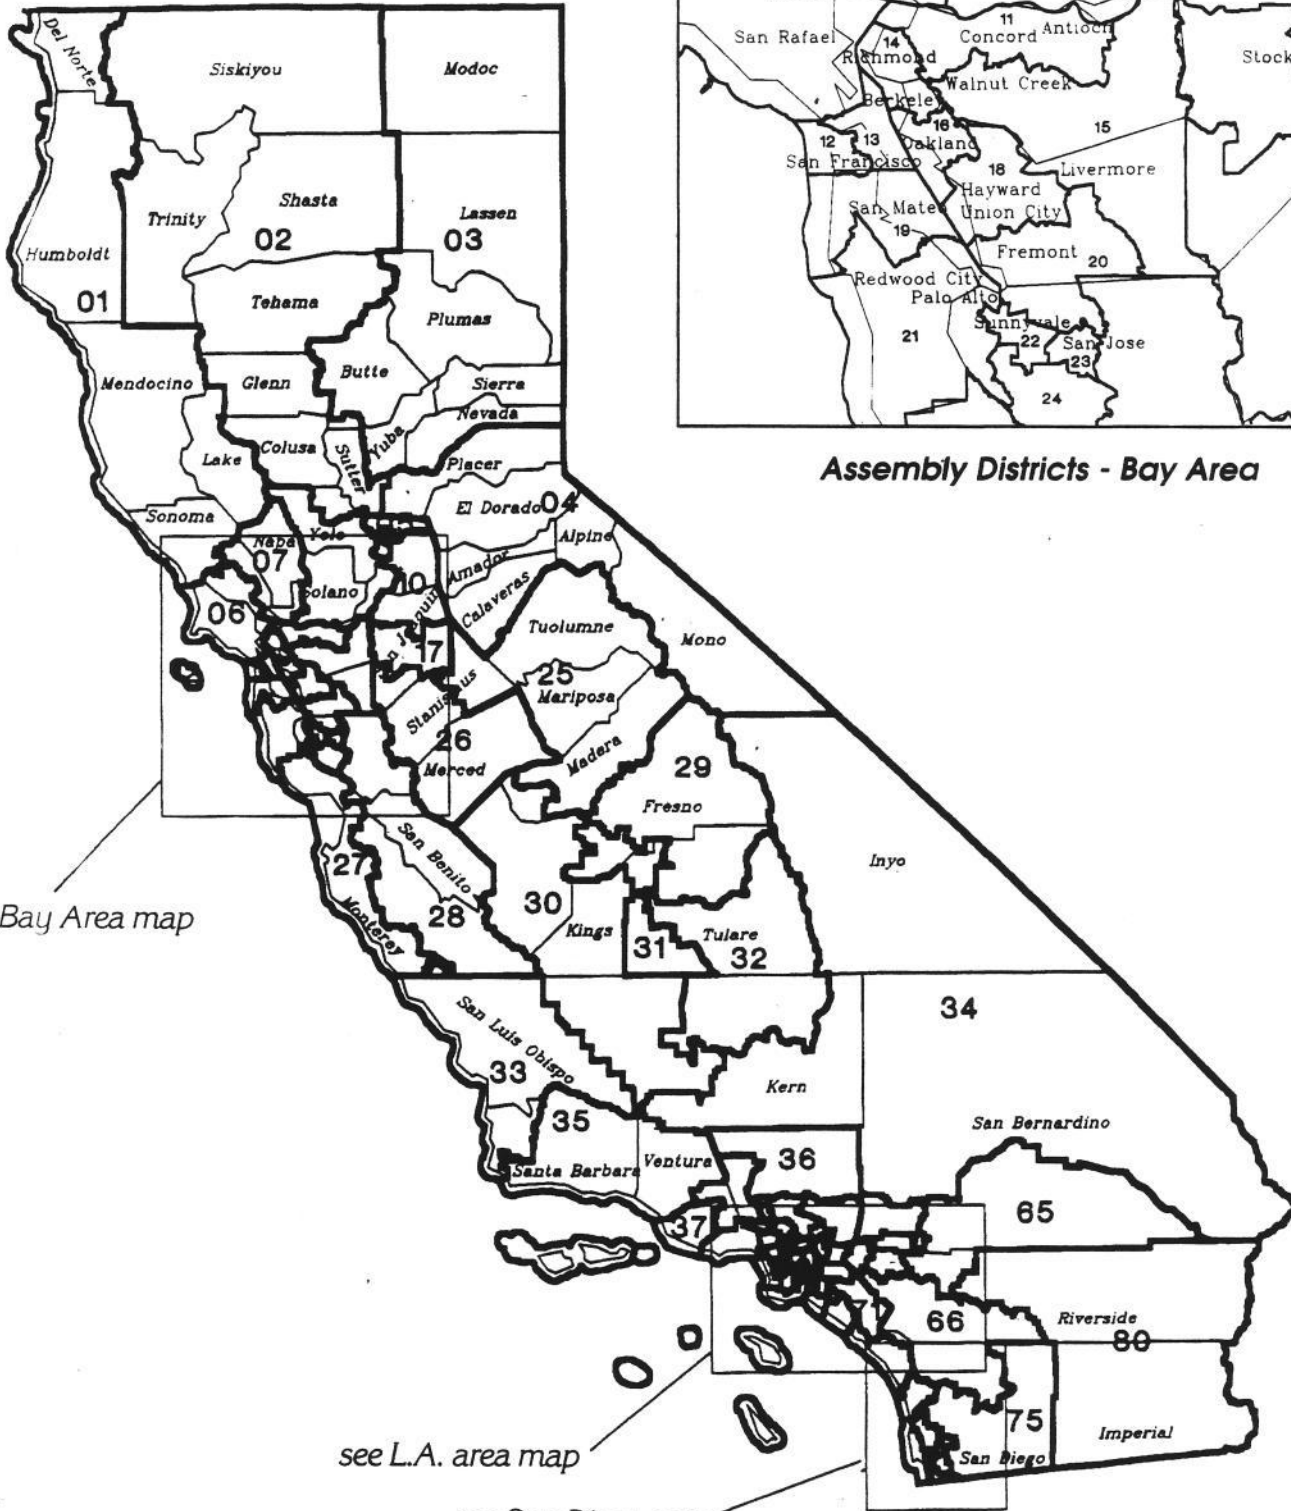 Del Norte
Siskiyou
Modoc
Humboldt
01
Trinity
Shasta
02
Lassen
03
Tehama
Plumas
Mendocino
Glenn
Butte
Sierra
Nevada
Lake
Colusa
Sutter
Yuba
Placer
Sonoma
El Dorado
04
Napa
07
Yolo
Alpine
06
Solano
10
Amador
Calaveras
Tuolumne
Mono
17
25
Mariposa
Stanislaus
26
Merced
Madera
29
Fresno
Inyo
San Benito
27
28
Monterey
30
Kings
31
Tulare
32
34
San Luis Obispo
33
Kern
35
San Bernardino
Santa Barbara
Ventura
36
37
65
66
Riverside
80
75
Imperial
San Diego
Bay Area map
see L.A. area map
San Rafael
14
Richmond
11
Concord
Antioch
Stock
Walnut Creek
Berkeley
12
13
16
Oakland
15
San Francisco
18
Livermore
Hayward
San Mateo
Union City
19
Fremont
20
Redwood City
Palo Alto
Sunnyvale
21
22
San Jose
23
24
Assembly Districts - Bay Area